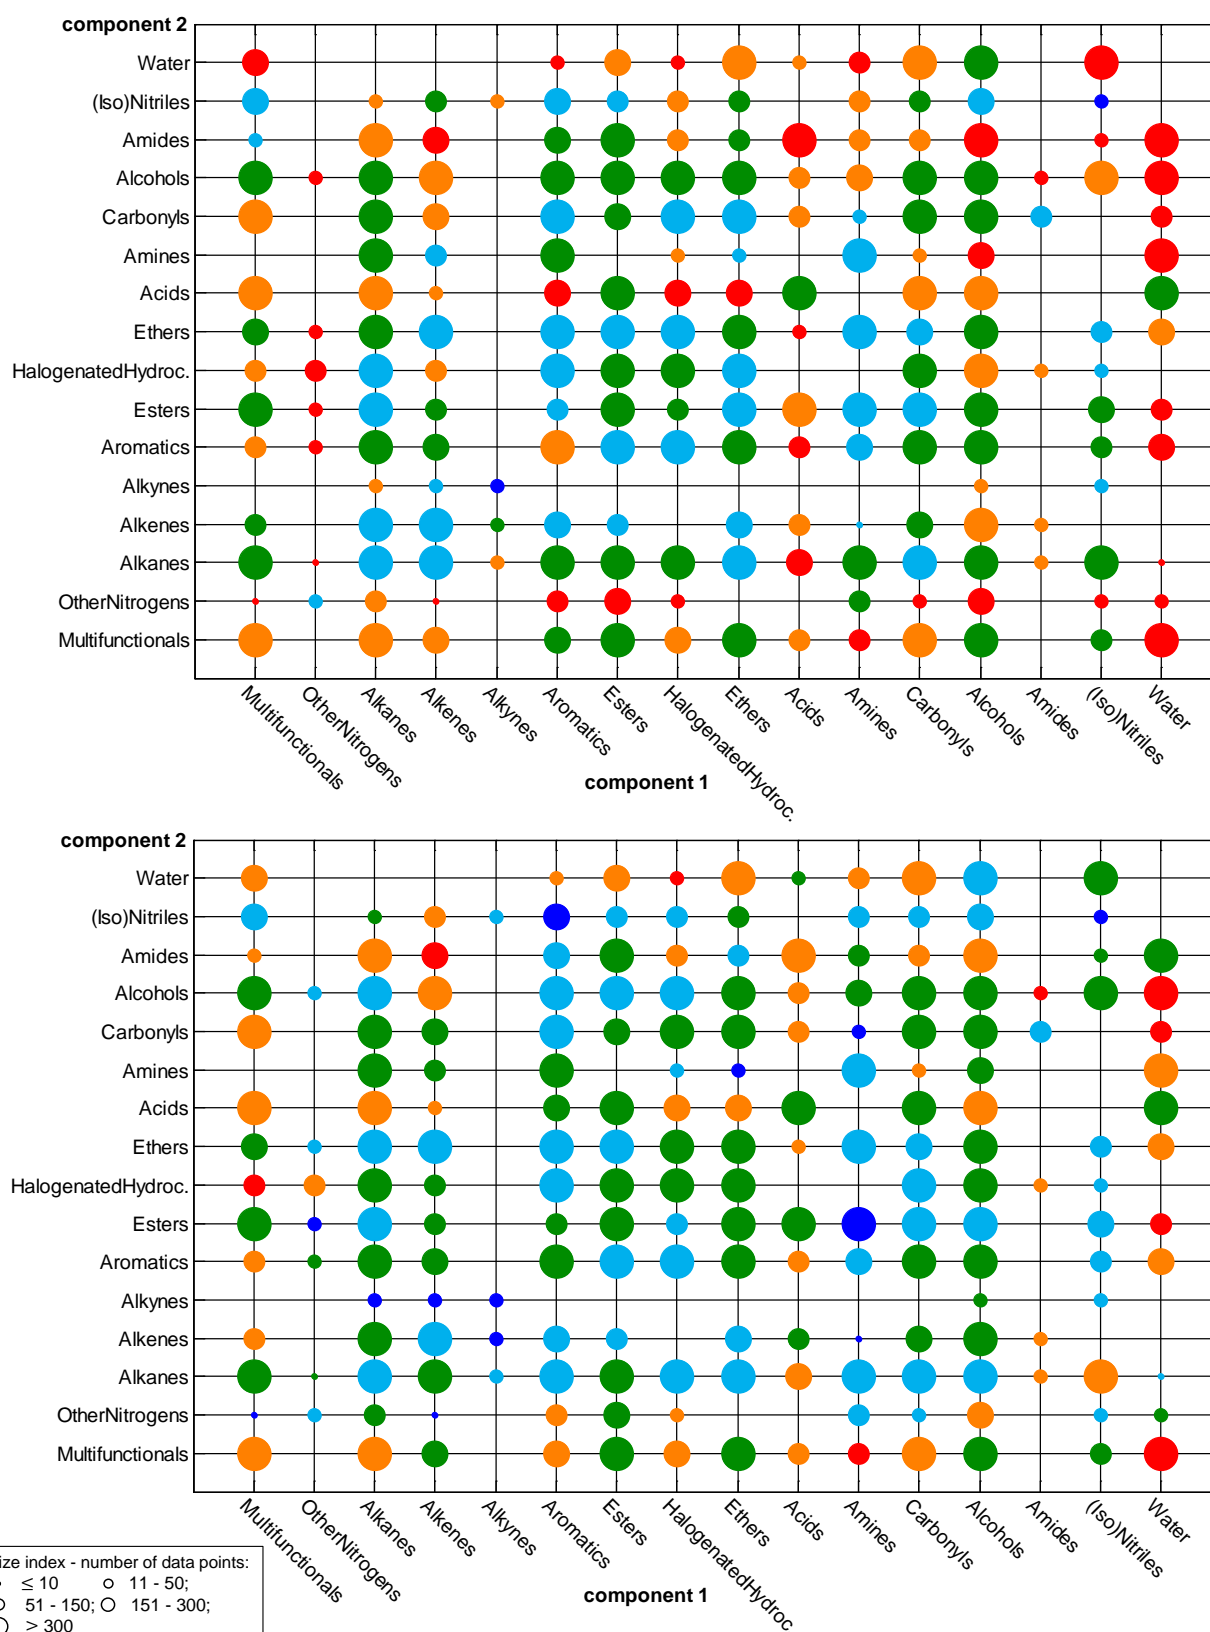 component 2
Water
(Iso)Nitriles
Amides
Alcohols
Carbonyls
Amines
Acids
Ethers
HalogenatedHydroc.
Esters
Aromatics
Alkynes
Alkenes
Alkanes
OtherNitrogens
Multifunctionals
Multifunctionals
OtherNitrogens
Alkanes
Alkenes
Alkynes
Aromatics
Esters
HalogenatedHydroc.
Ethers
Acids
Amines
Carbonyls
Alcohols
Amides
(Iso)Nitriles
Water
component 1
component 2
Water
(Iso)Nitriles
Amides
Alcohols
Carbonyls
Amines
Acids
Ethers
HalogenatedHydroc.
Esters
Aromatics
Alkynes
Alkenes
Alkanes
OtherNitrogens
Multifunctionals
Multifunctionals
OtherNitrogens
Alkanes
Alkenes
Alkynes
Aromatics
Esters
HalogenatedHydroc
Ethers
Acids
Amines
Carbonyls
Alcohols
Amides
(Iso)Nitriles
Water
component 1
ize index - number of data points:
≤ 10 11 - 50;
51 - 150; 151 - 300;
> 300